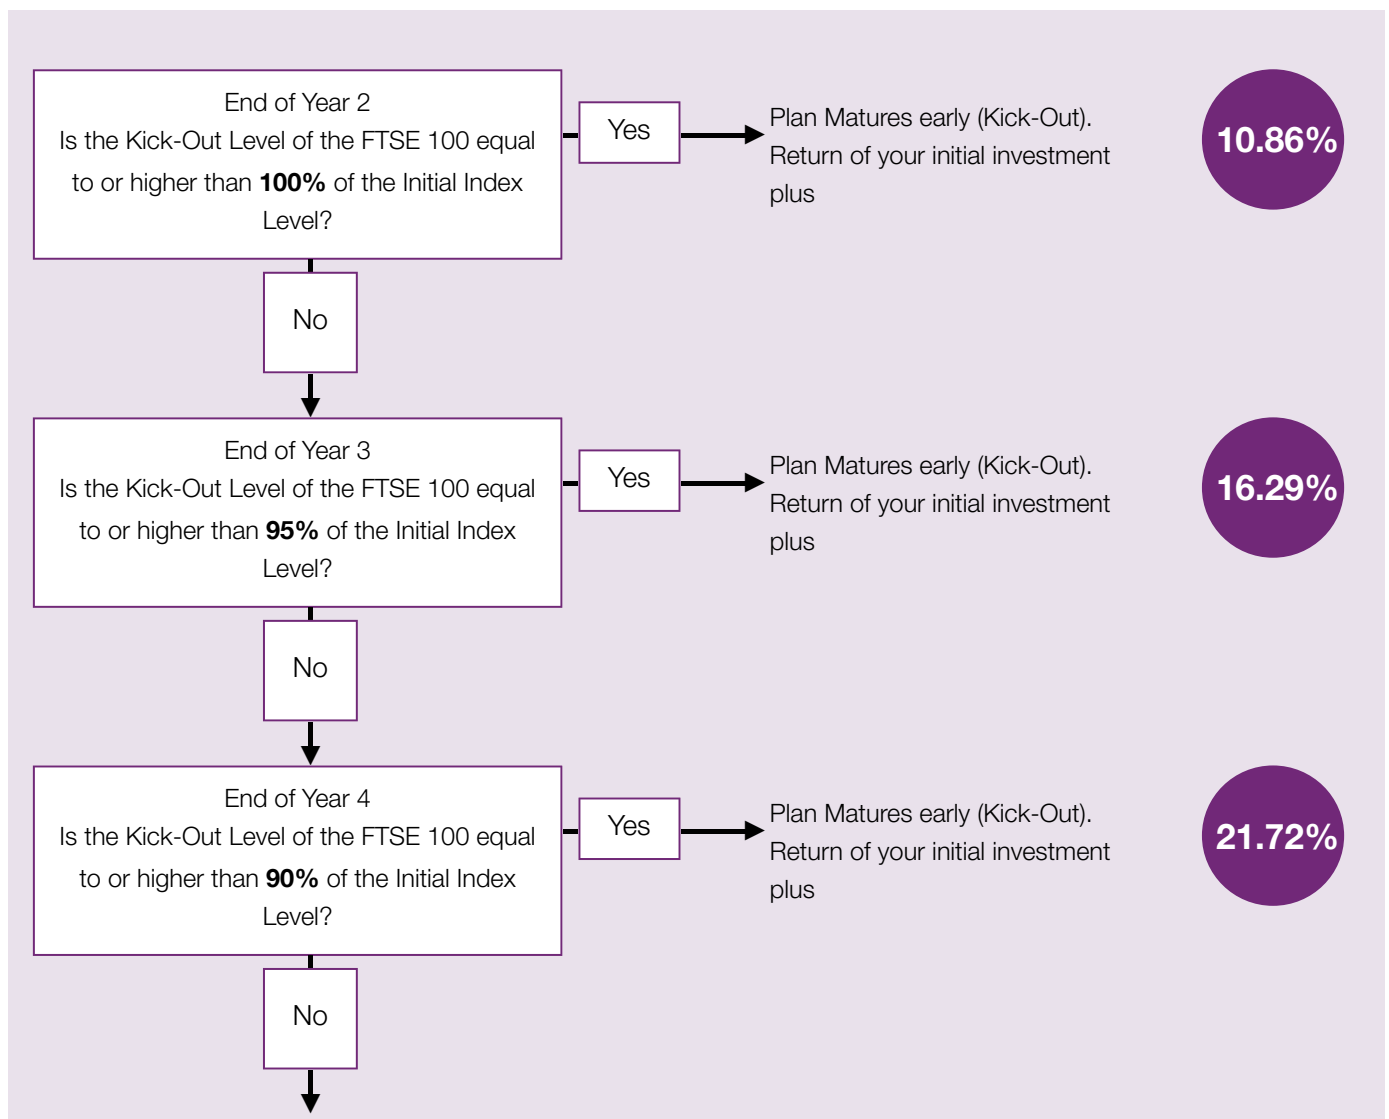 End of Year 2
Is the Kick-Out Level of the FTSE 100 equal
to or higher than 100% of the Initial Index
Level?
Yes
Plan Matures early (Kick-Out).
Return of your initial investment
plus
10.86%
No
End of Year 3
Is the Kick-Out Level of the FTSE 100 equal
to or higher than 95% of the Initial Index
Level?
Yes
Plan Matures early (Kick-Out).
Return of your initial investment
plus
16.29%
No
End of Year 4
Is the Kick-Out Level of the FTSE 100 equal
to or higher than 90% of the Initial Index
Level?
Yes
Plan Matures early (Kick-Out).
Return of your initial investment
plus
21.72%
No